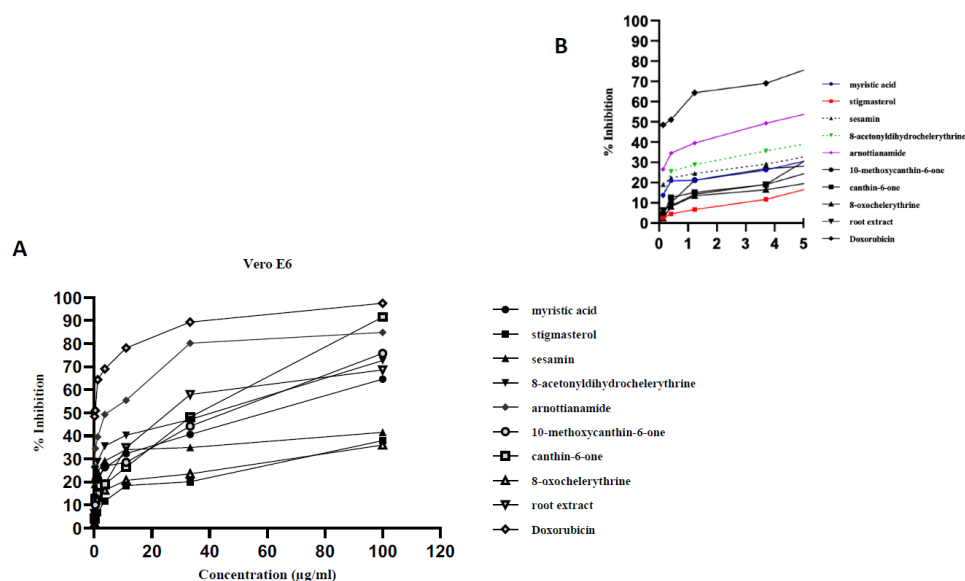 B
100
90
80
70
60
50
40
30
20
10
0
% Inhibition
0 1 2 3 4 5
myristic acid
stigmasterol
sesamin
8-acetonyldihydrochelerythrine
arnottianamide
10-methoxycanthin-6-one
canthin-6-one
8-oxochelerythrine
root extract
Doxorubicin
A
Vero E6
100
90
80
70
60
50
40
30
20
10
0
% Inhibition
0 20 40 60 80 100 120
Concentration (µg/ml)
myristic acid
stigmasterol
sesamin
8-acetonyldihydrochelerythrine
arnottianamide
10-methoxycanthin-6-one
canthin-6-one
8-oxochelerythrine
root extract
Doxorubicin